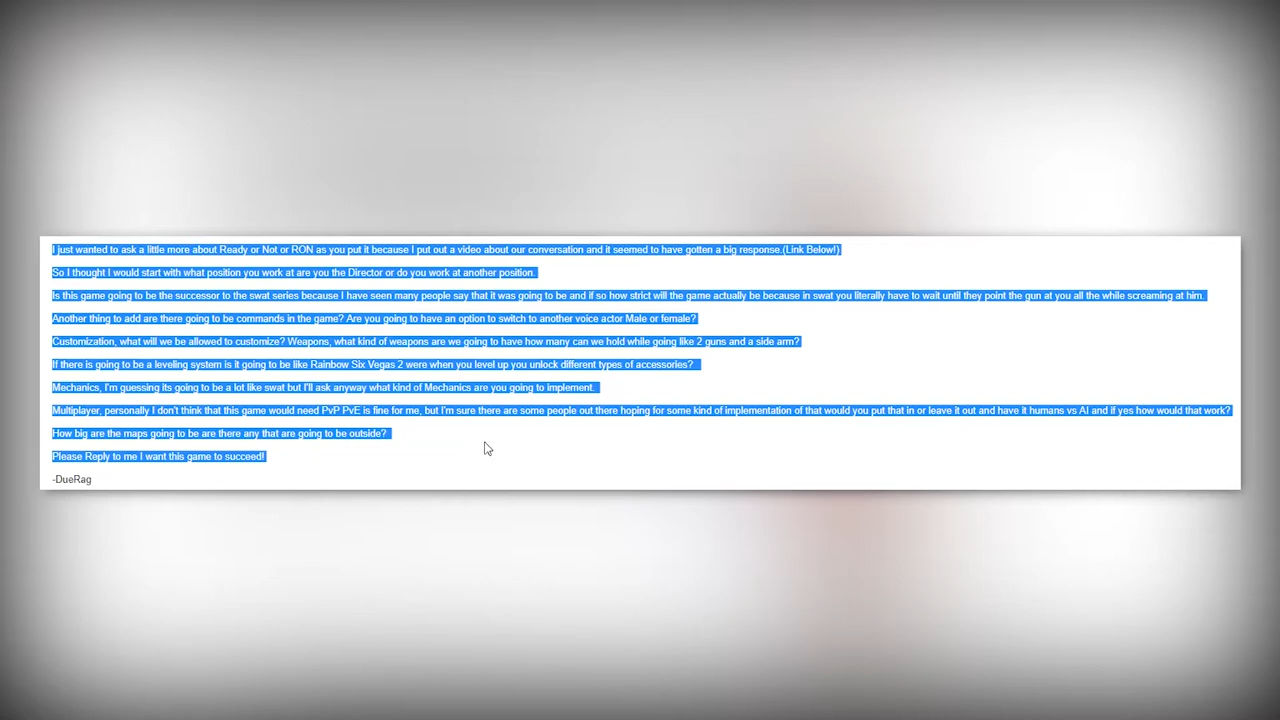 I just wanted to ask a little more about Ready or Not or RON as you put it because I put out a video about our conversation and it seemed to have gotten a big response.(Link Below!)
So I thought I would start with what position you work at are you the Director or do you work at another position.
Is this game going to be the successor to the swat series because I have seen many people say that it was going to be and if so how strict will the game actually be because in swat you literally have to wait until they point the gun at you all the while screaming at him.
Another thing to add are there going to be commands in the game? Are you going to have an option to switch to another voice actor Male or female?
Customization, what will we be allowed to customize? Weapons, what kind of weapons are we going to have how many can we hold while going like 2 guns and a side arm?
If there is going to be a leveling system is it going to be like Rainbow Six Vegas 2 were when you level up you unlock different types of accessories?
Mechanics, I'm guessing its going to be a lot like swat but I'll ask anyway what kind of Mechanics are you going to implement.
Multiplayer, personally I don't think that this game would need PvP PvE is fine for me, but I'm sure there are some people out there hoping for some kind of implementation of that would you put that in or leave it out and have it humans vs AI and if yes how would that work?
How big are the maps going to be are there any that are going to be outside?
Please Reply to me I want this game to succeed!
-DueRag